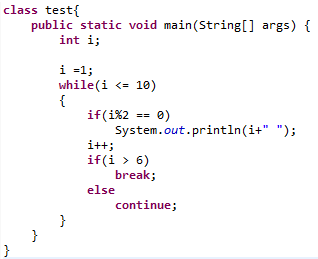 class test{
    public static void main(String[] args) {
        int i;

        i =1;
        while(i <= 10)
        {
            if(i%2 == 0)
                System.out.println(i+" ");
            i++;
            if(i > 6)
                break;
            else
                continue;
        }
    }
}